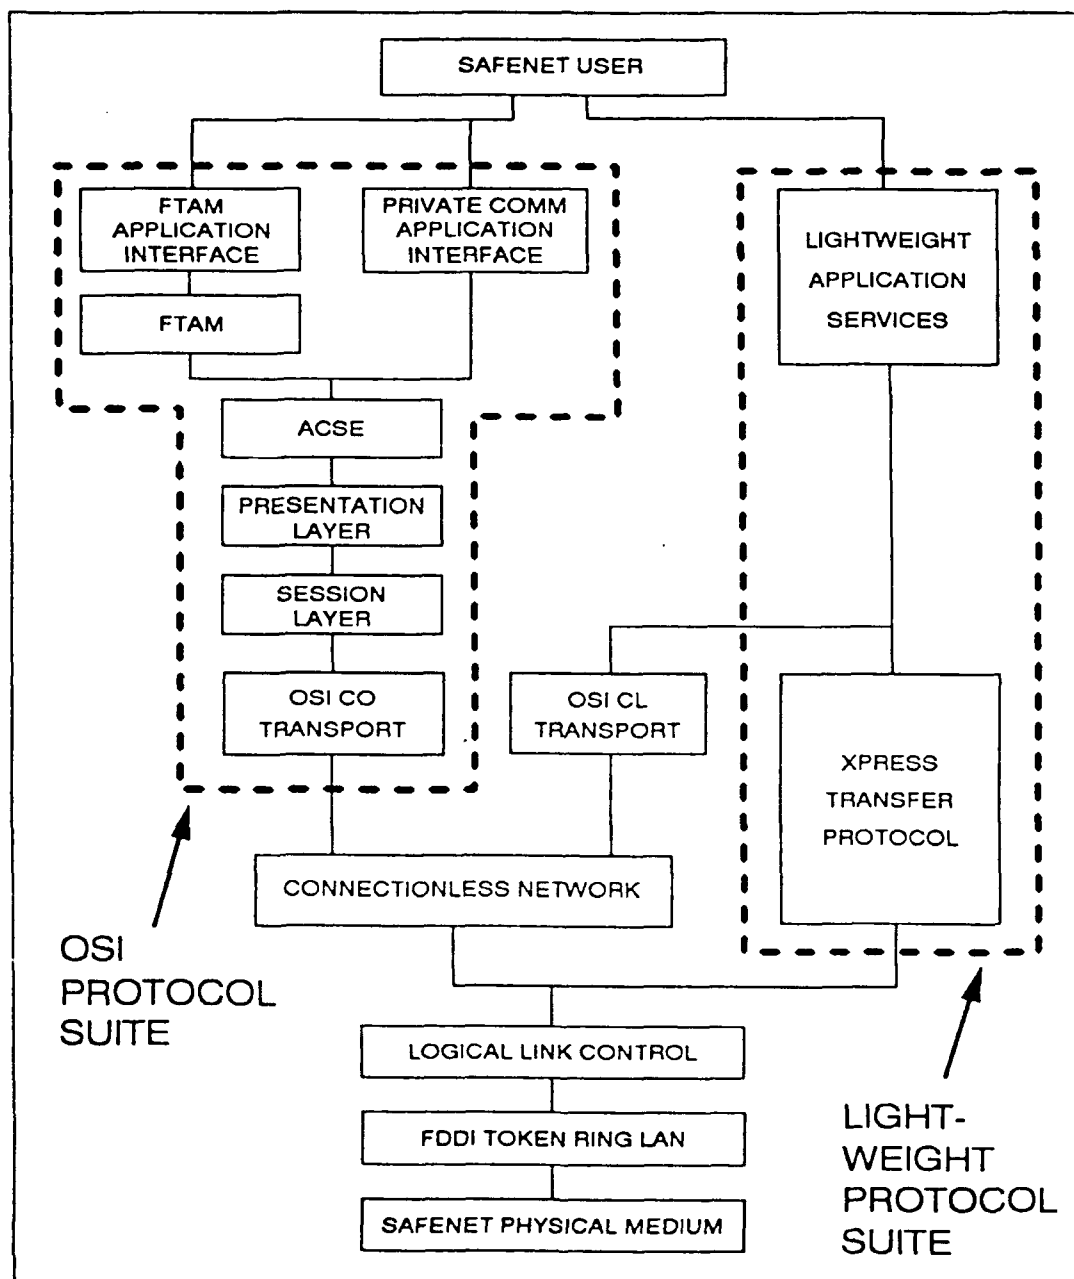 SAFENET USER
FTAM
APPLICATION
INTERFACE
PRIVATE COMM
APPLICATION
INTERFACE
LIGHTWEIGHT
APPLICATION
SERVICES
FTAM
ACSE
PRESENTATION
LAYER
SESSION
LAYER
OSI CO
TRANSPORT
OSI CL
TRANSPORT
XPRESS
TRANSFER
PROTOCOL
CONNECTIONLESS NETWORK
OSI
PROTOCOL
SUITE
LOGICAL LINK CONTROL
FDDI TOKEN RING LAN
SAFENET PHYSICAL MEDIUM
LIGHT-
WEIGHT
PROTOCOL
SUITE